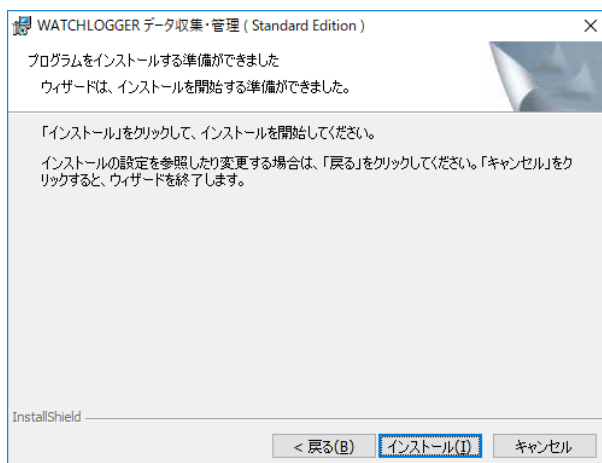 WATCHLOGGER データ収集・管理 ( Standard Edition )
プログラムをインストールする準備ができました
ウィザードは、インストールを開始する準備ができました。
「インストール」をクリックして、インストールを開始してください。
インストールの設定を参照したり変更する場合は、「戻る」をクリックしてください。「キャンセル」をク
リックすると、ウィザードを終了します。
InstallShield
< 戻る(B)
インストール(I)
キャンセル